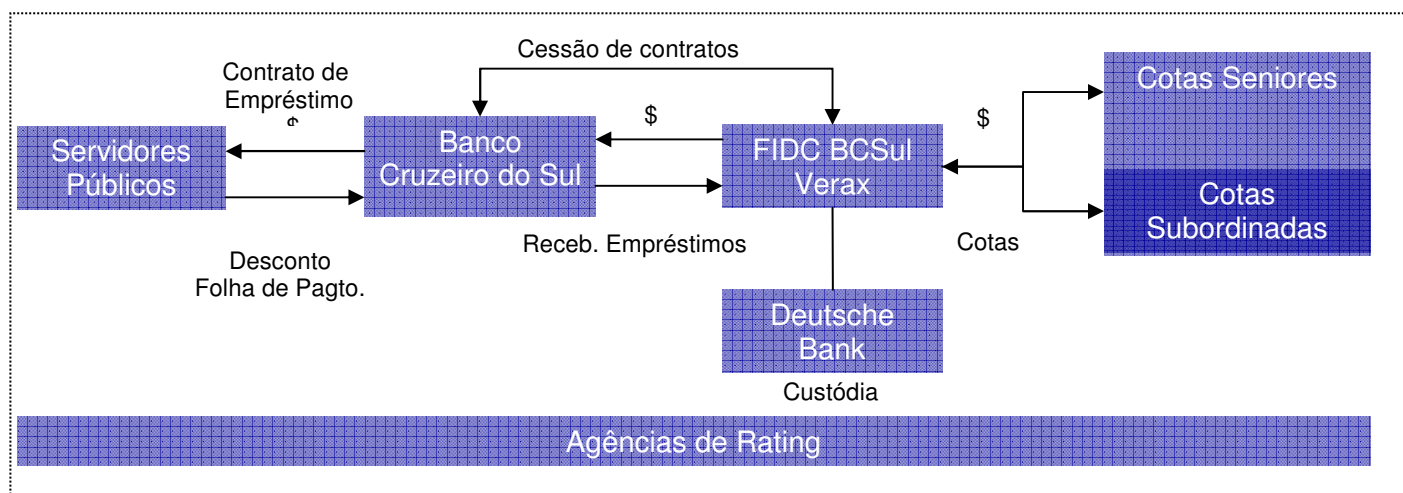 Cessão de contratos
Contrato de
Empréstimo
$
Servidores
Públicos
Banco
Cruzeiro do Sul
$
FIDC BCSul
Verax
$
Cotas Seniores
Cotas
Subordinadas
Desconto
Folha de Pagto.
Receb. Empréstimos
Cotas
Deutsche
Bank
Custódia
Agências de Rating